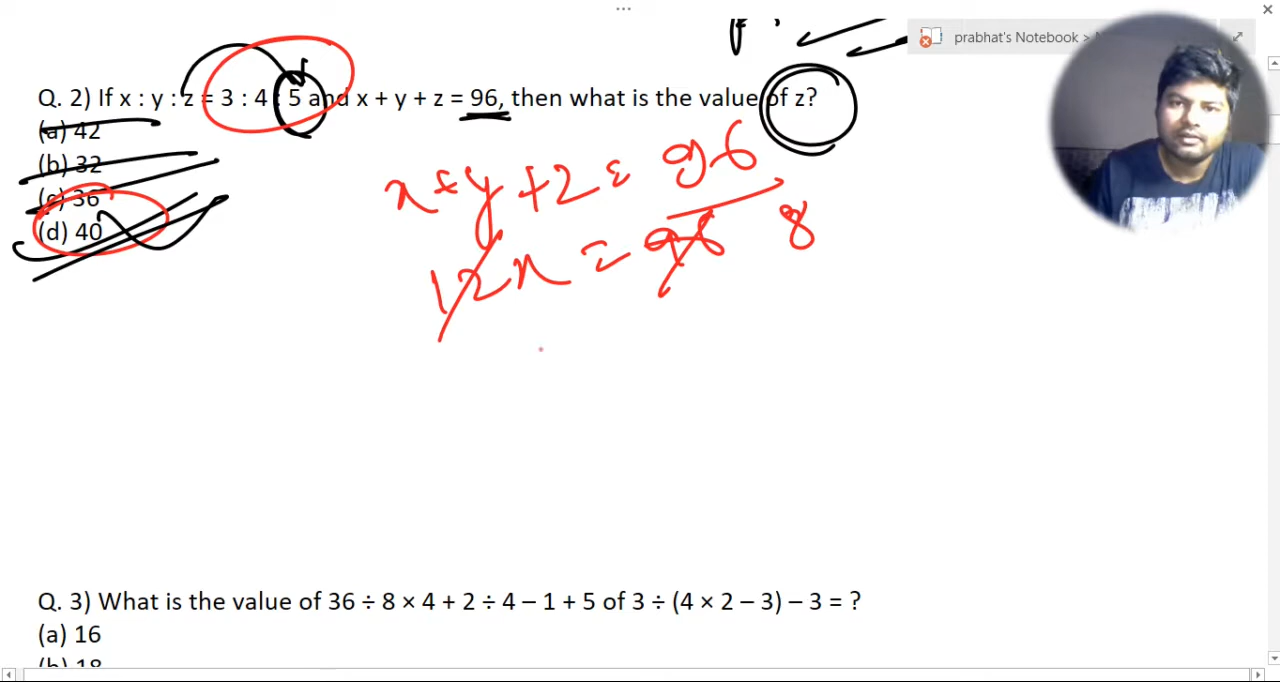 prabhat's Notebook >
Q. 2) If x : y : z = 3 : 4 : 5 and x + y + z = 96, then what is the value of z?
(a) 42
(b) 32
(c) 36
(d) 40
x + y + z = 96
12x = 96 8
Q. 3) What is the value of 36 ÷ 8 × 4 + 2 ÷ 4 – 1 + 5 of 3 ÷ (4 × 2 – 3) – 3 = ?
(a) 16
(b) 18